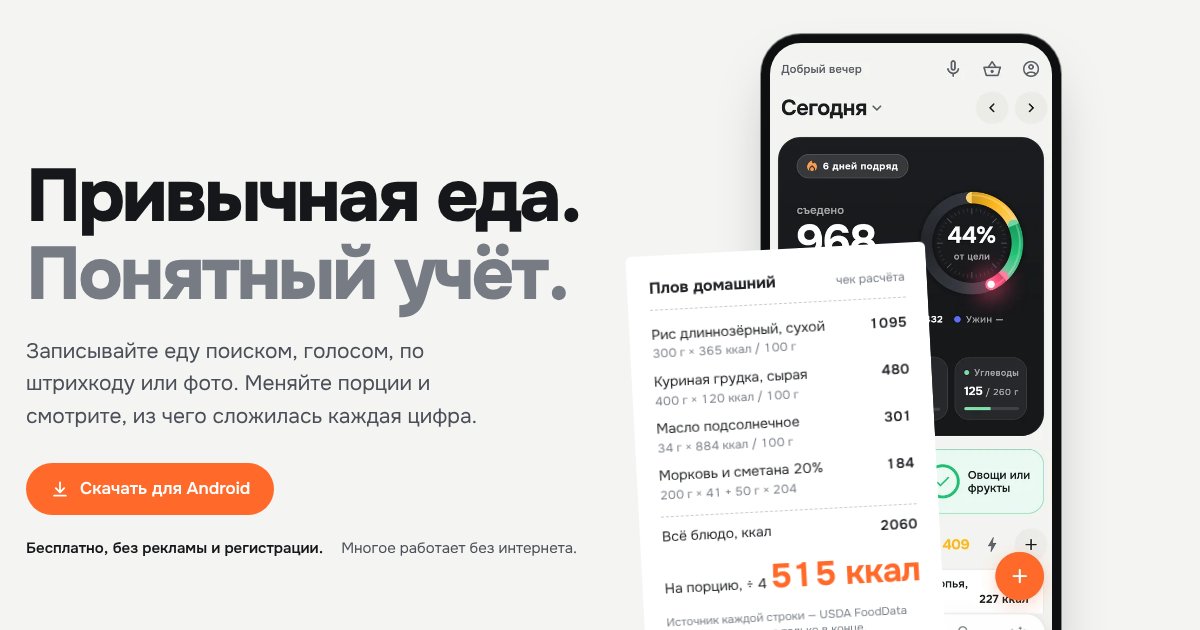 Привычная еда.
Понятный учёт.
Записывайте еду поиском, голосом, по
штрихкоду или фото. Меняйте порции и
смотрите, из чего сложилась каждая цифра.
Скачать для Android
Бесплатно, без рекламы и регистрации. Многое работает без интернета.
Добрый вечер
Сегодня
6 дней подряд
съедено
968
44%
от цели
Ужин —
Углеводы
125 / 260 г
Овощи или
фрукты
409
227 ккал
Плов домашний чек расчёта
Рис длиннозёрный, сухой 1095
300 г × 365 ккал / 100 г
Куриная грудка, сырая 480
400 г × 120 ккал / 100 г
Масло подсолнечное 301
34 г × 884 ккал / 100 г
Морковь и сметана 20% 184
200 г × 41 + 50 г × 204
Всё блюдо, ккал 2060
На порцию, ÷ 4 515 ккал
Источник каждой строки — USDA FoodData